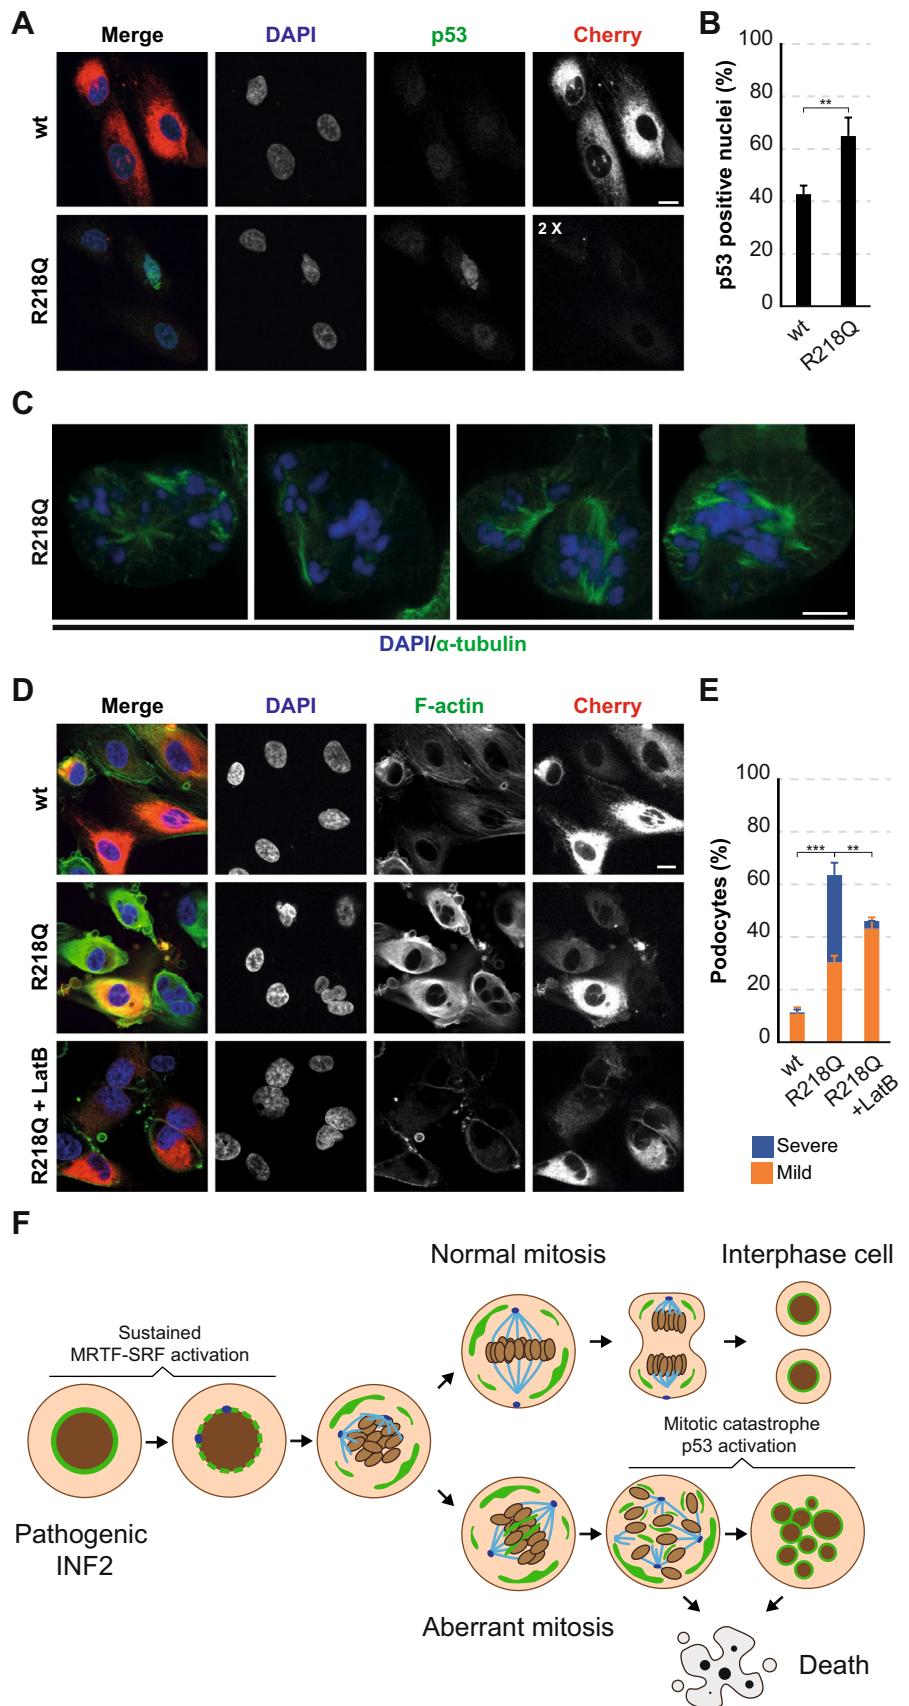 A
Merge
DAPI
p53
Cherry
wt
R218Q
2 X
B
p53 positive nuclei (%)
100
80
60
40
20
0
**
wt
R218Q
C
R218Q
DAPI/α-tubulin
D
Merge
DAPI
F-actin
Cherry
wt
R218Q
R218Q + LatB
E
Podocytes (%)
100
80
60
40
20
0
***
**
wt
R218Q
R218Q
+LatB
Severe
Mild
F
Normal mitosis
Interphase cell
Sustained
MRTF-SRF activation
Mitotic catastrophe
p53 activation
Pathogenic
INF2
Aberrant mitosis
Death